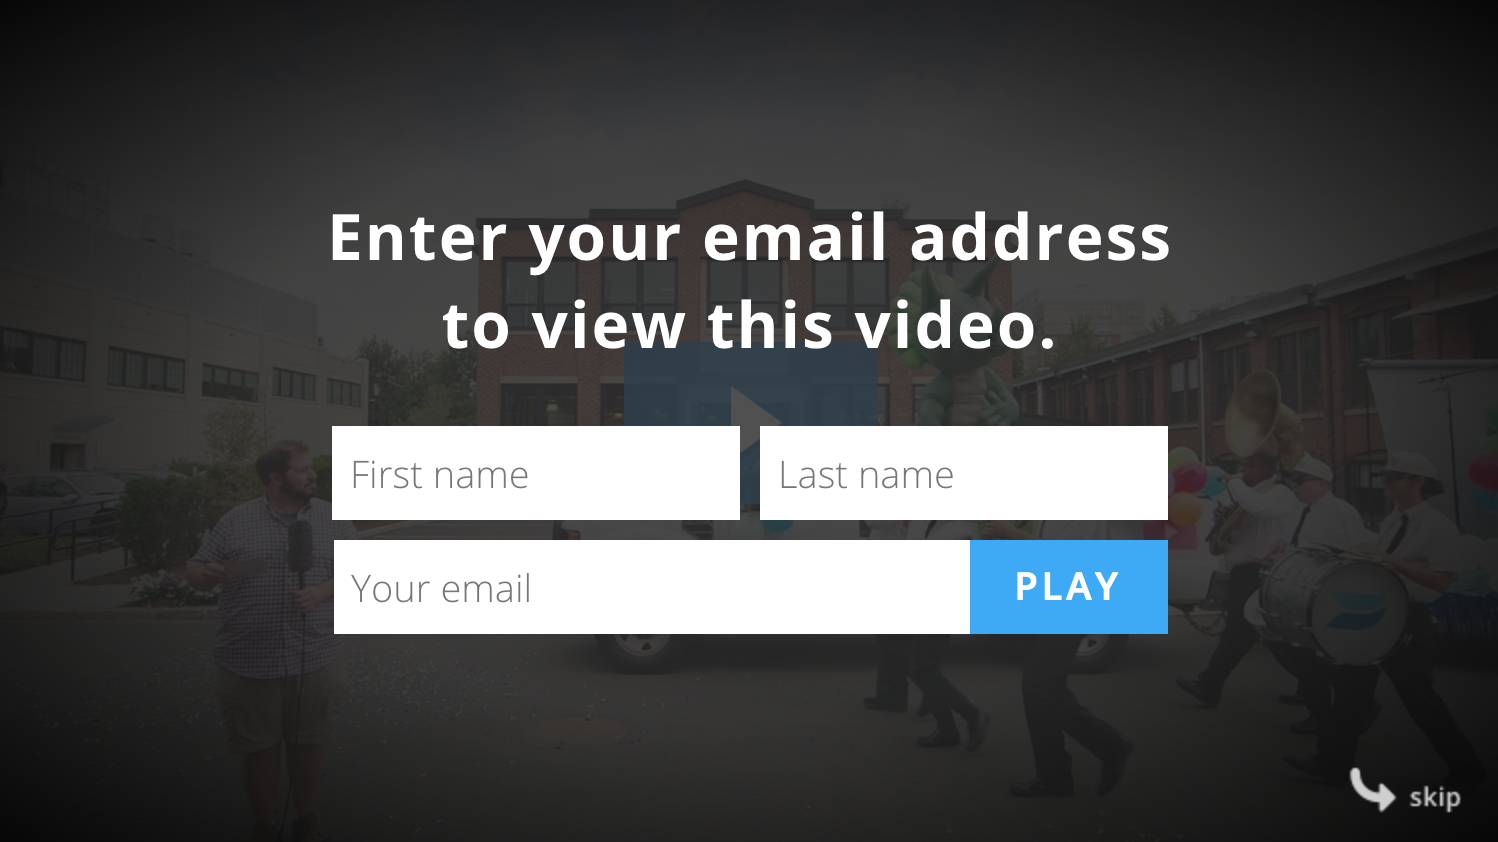 Enter your email address
to view this video.
First name
Last name
Your email
PLAY
skip